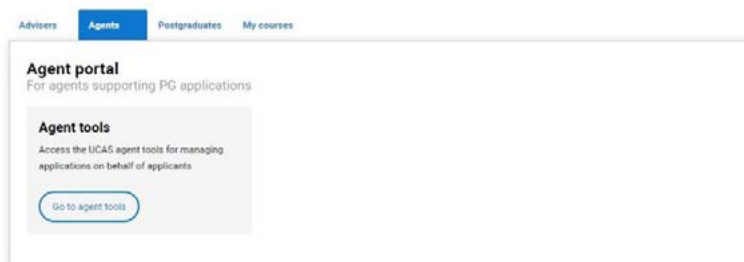 Advisers Agents Postgraduates My courses
Agent portal
For agents supporting PG applications
Agent tools
Access the UCAS agent tools for managing
applications on behalf of applicants
Go to agent tools